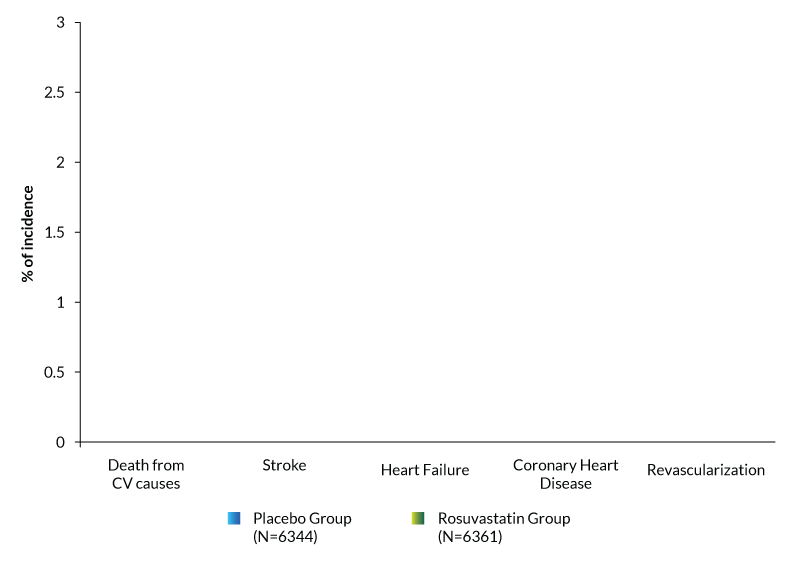 3
2.5
2
1.5
1
0.5
0
% of incidence
Death from
CV causes
Stroke
Heart Failure
Coronary Heart
Disease
Revascularization
Placebo Group
(N=6344)
Rosuvastatin Group
(N=6361)